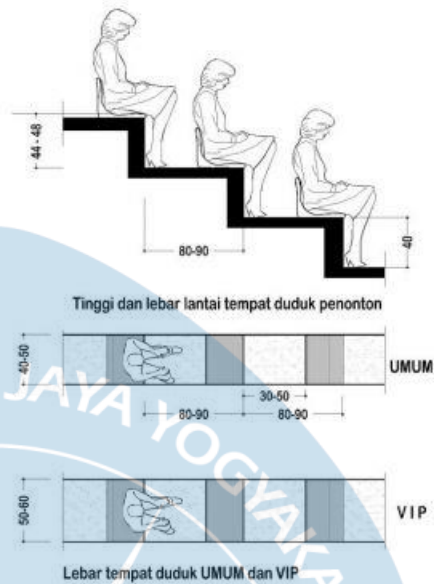 44 - 48
80-90
40
Tinggi dan lebar lantai tempat duduk penonton
40-50
UMUM
30-50
80-90
80-90
JAYA YOGYAKA
50-60
VIP
Lebar tempat duduk UMUM dan VIP